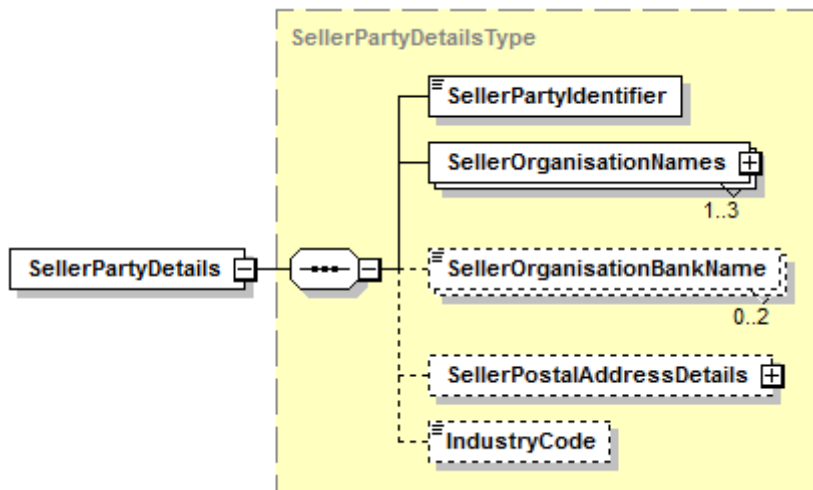 SellerPartyDetailsType
SellerPartyIdentifier
SellerOrganisationNames
1..3
SellerPartyDetails
SellerOrganisationBankName
0..2
SellerPostalAddressDetails
IndustryCode